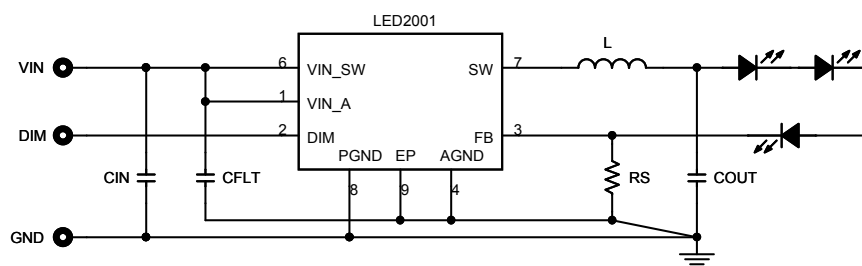 LED2001
VIN
6
VIN_SW
SW
7
L
1
VIN_A
DIM
2
DIM
FB
3
PGND
EP
AGND
CIN
CFLT
8
9
4
RS
COUT
GND